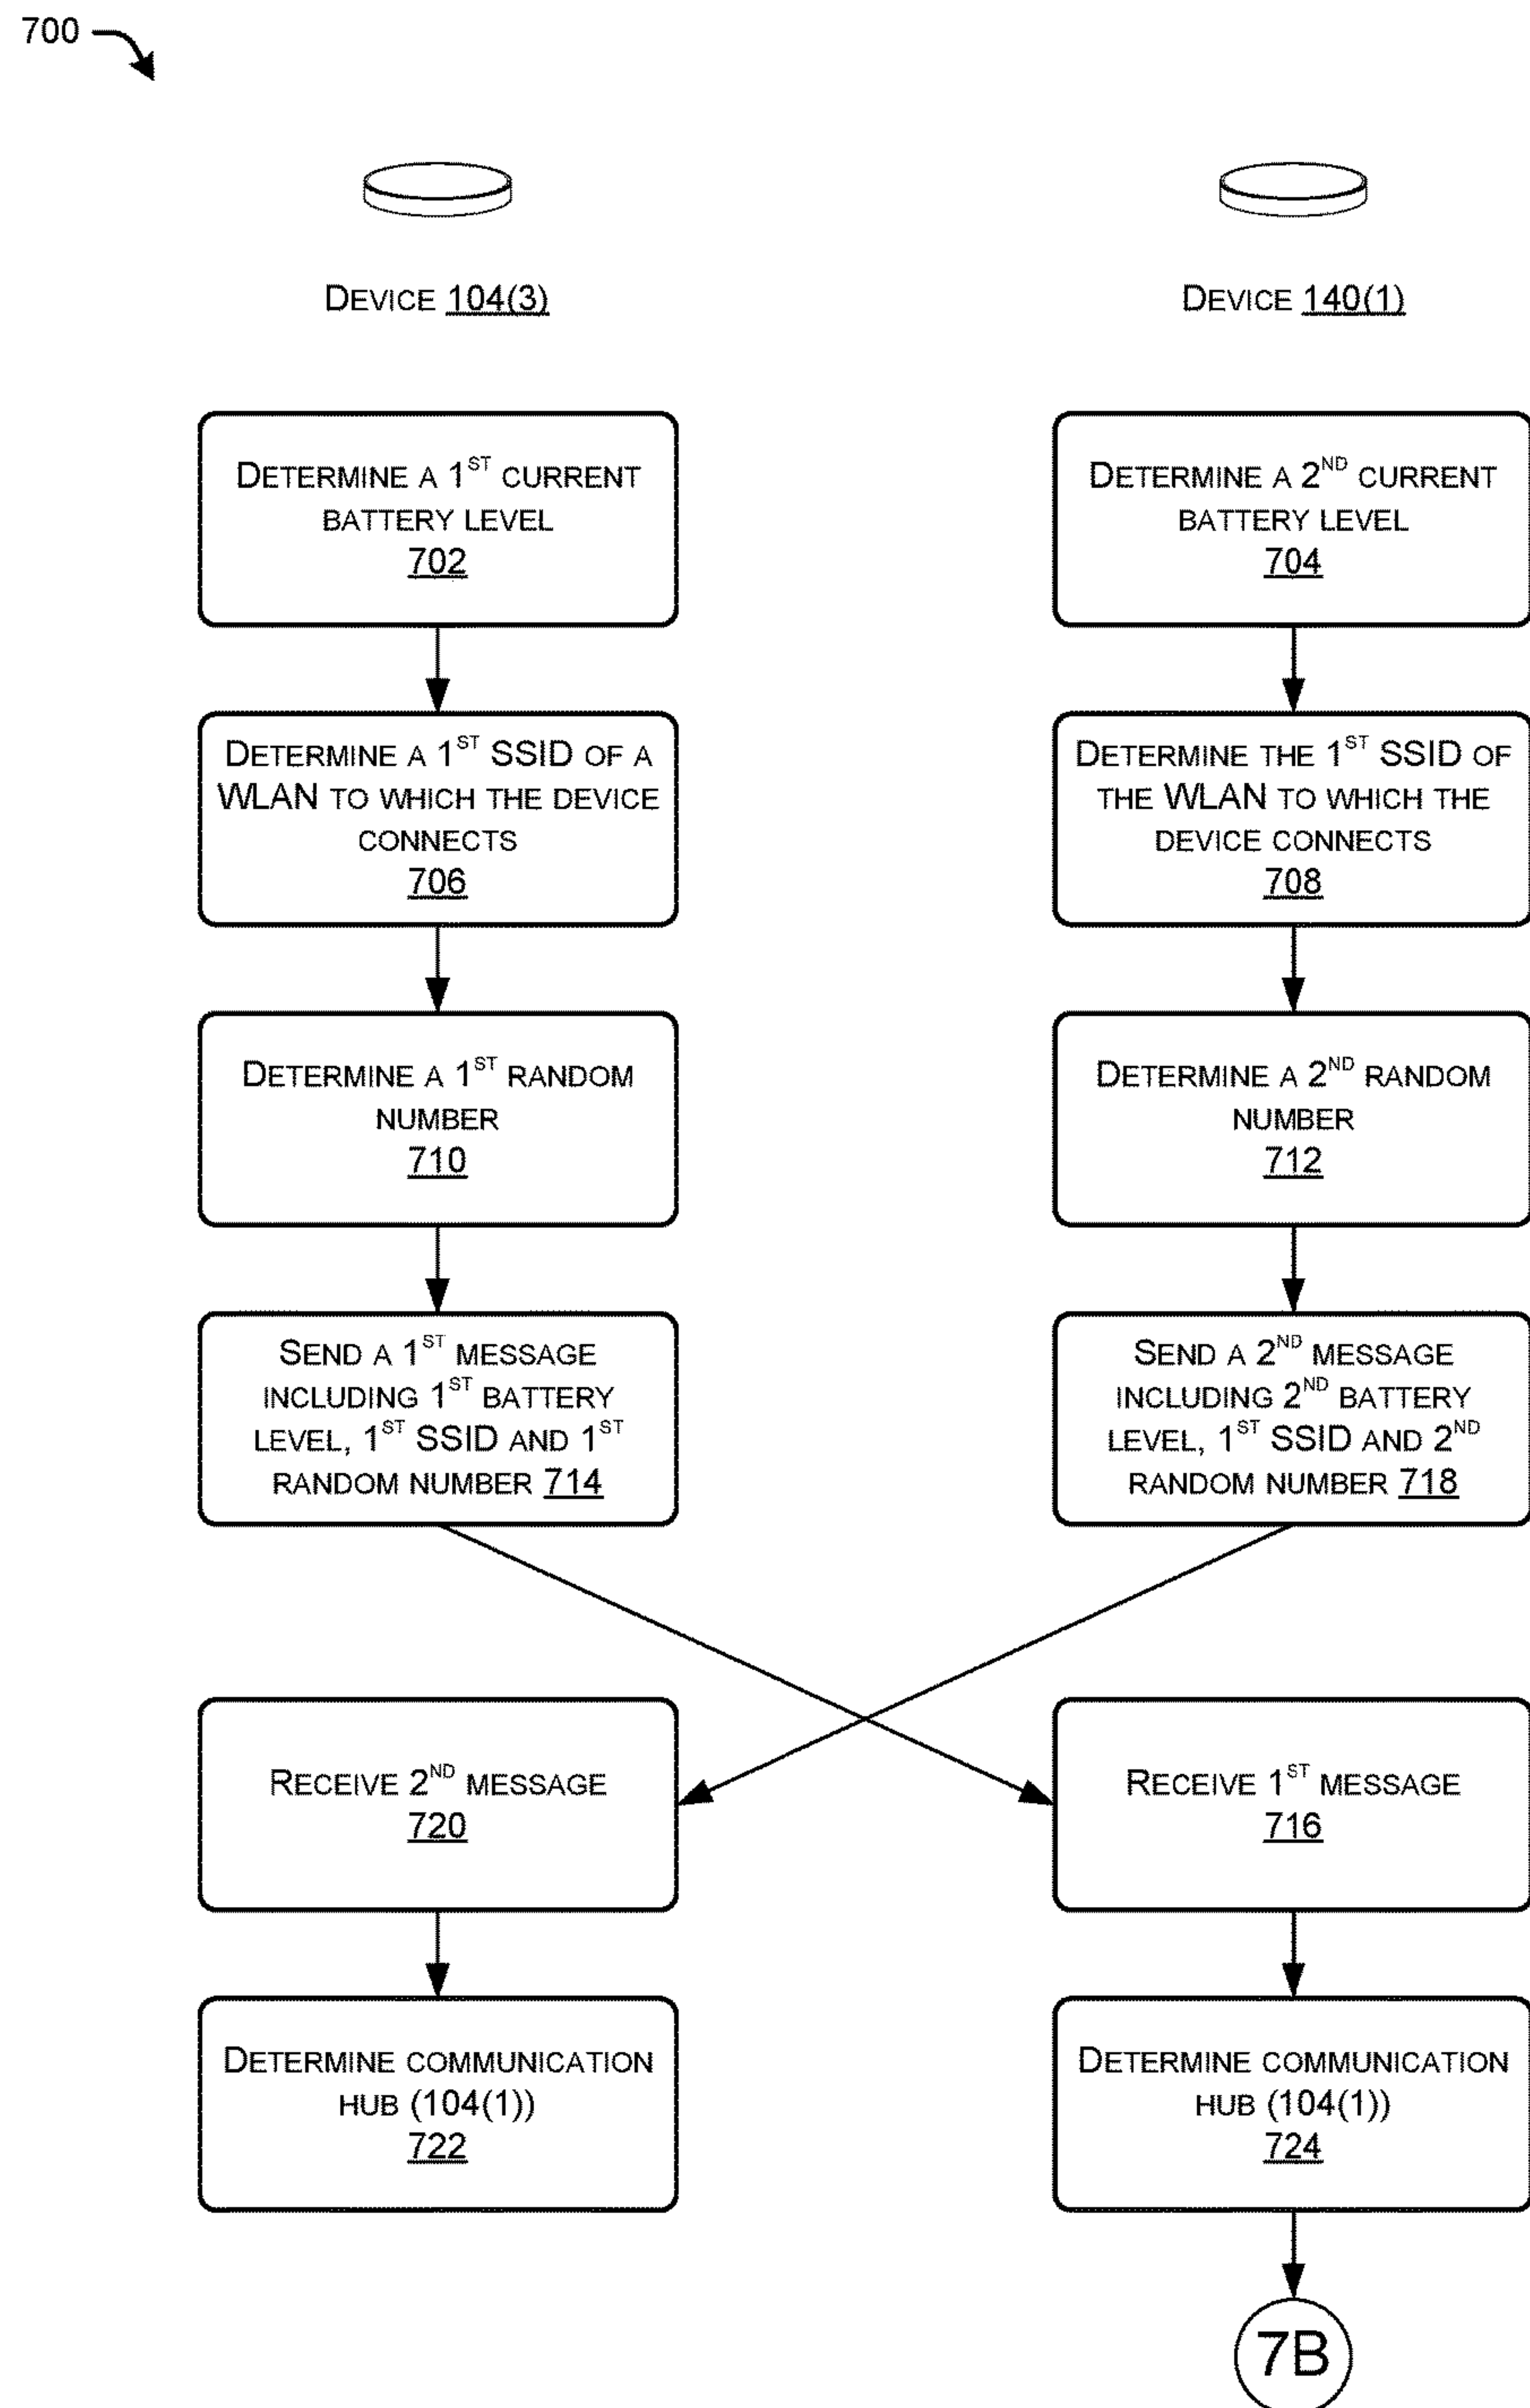 700
DEVICE 104(3)
DEVICE 140(1)
DETERMINE A 1ST CURRENT
BATTERY LEVEL
702
DETERMINE A 2ND CURRENT
BATTERY LEVEL
704
DETERMINE A 1ST SSID OF A
WLAN TO WHICH THE DEVICE
CONNECTS
706
DETERMINE THE 1ST SSID OF
THE WLAN TO WHICH THE
DEVICE CONNECTS
708
DETERMINE A 1ST RANDOM
NUMBER
710
DETERMINE A 2ND RANDOM
NUMBER
712
SEND A 1ST MESSAGE
INCLUDING 1ST BATTERY
LEVEL, 1ST SSID AND 1ST
RANDOM NUMBER 714
SEND A 2ND MESSAGE
INCLUDING 2ND BATTERY
LEVEL, 1ST SSID AND 2ND
RANDOM NUMBER 718
RECEIVE 2ND MESSAGE
720
RECEIVE 1ST MESSAGE
716
DETERMINE COMMUNICATION
HUB (104(1))
722
DETERMINE COMMUNICATION
HUB (104(1))
724
7B